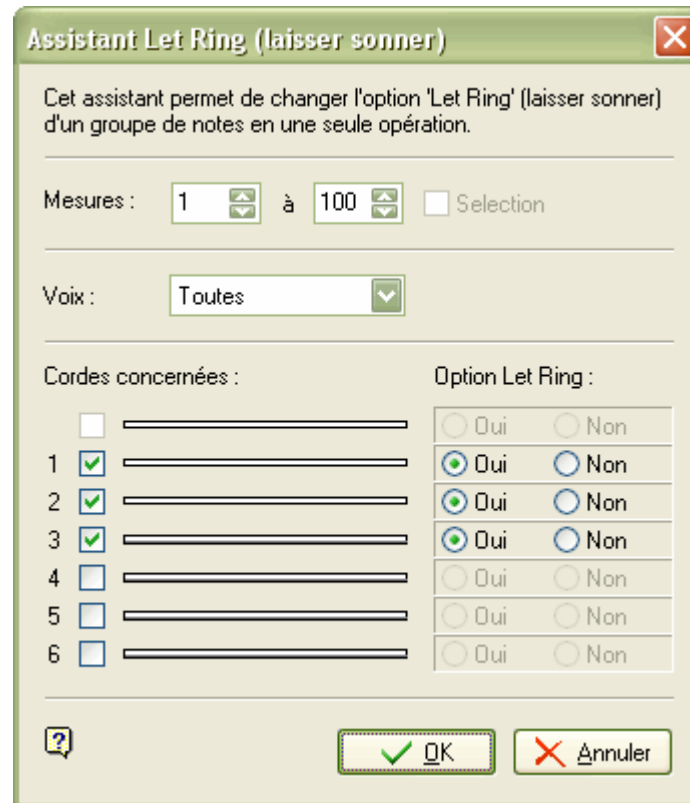 Assistant Let Ring (laisser sonner)
Cet assistant permet de changer l'option 'Let Ring' (laisser sonner)
d'un groupe de notes en une seule opération.
Mesures : 1 à 100 Selection
Voix : Toutes
Cordes concernées : Option Let Ring :
Oui Non
1 Oui Non
2 Oui Non
3 Oui Non
4 Oui Non
5 Oui Non
6 Oui Non
? OK Annuler